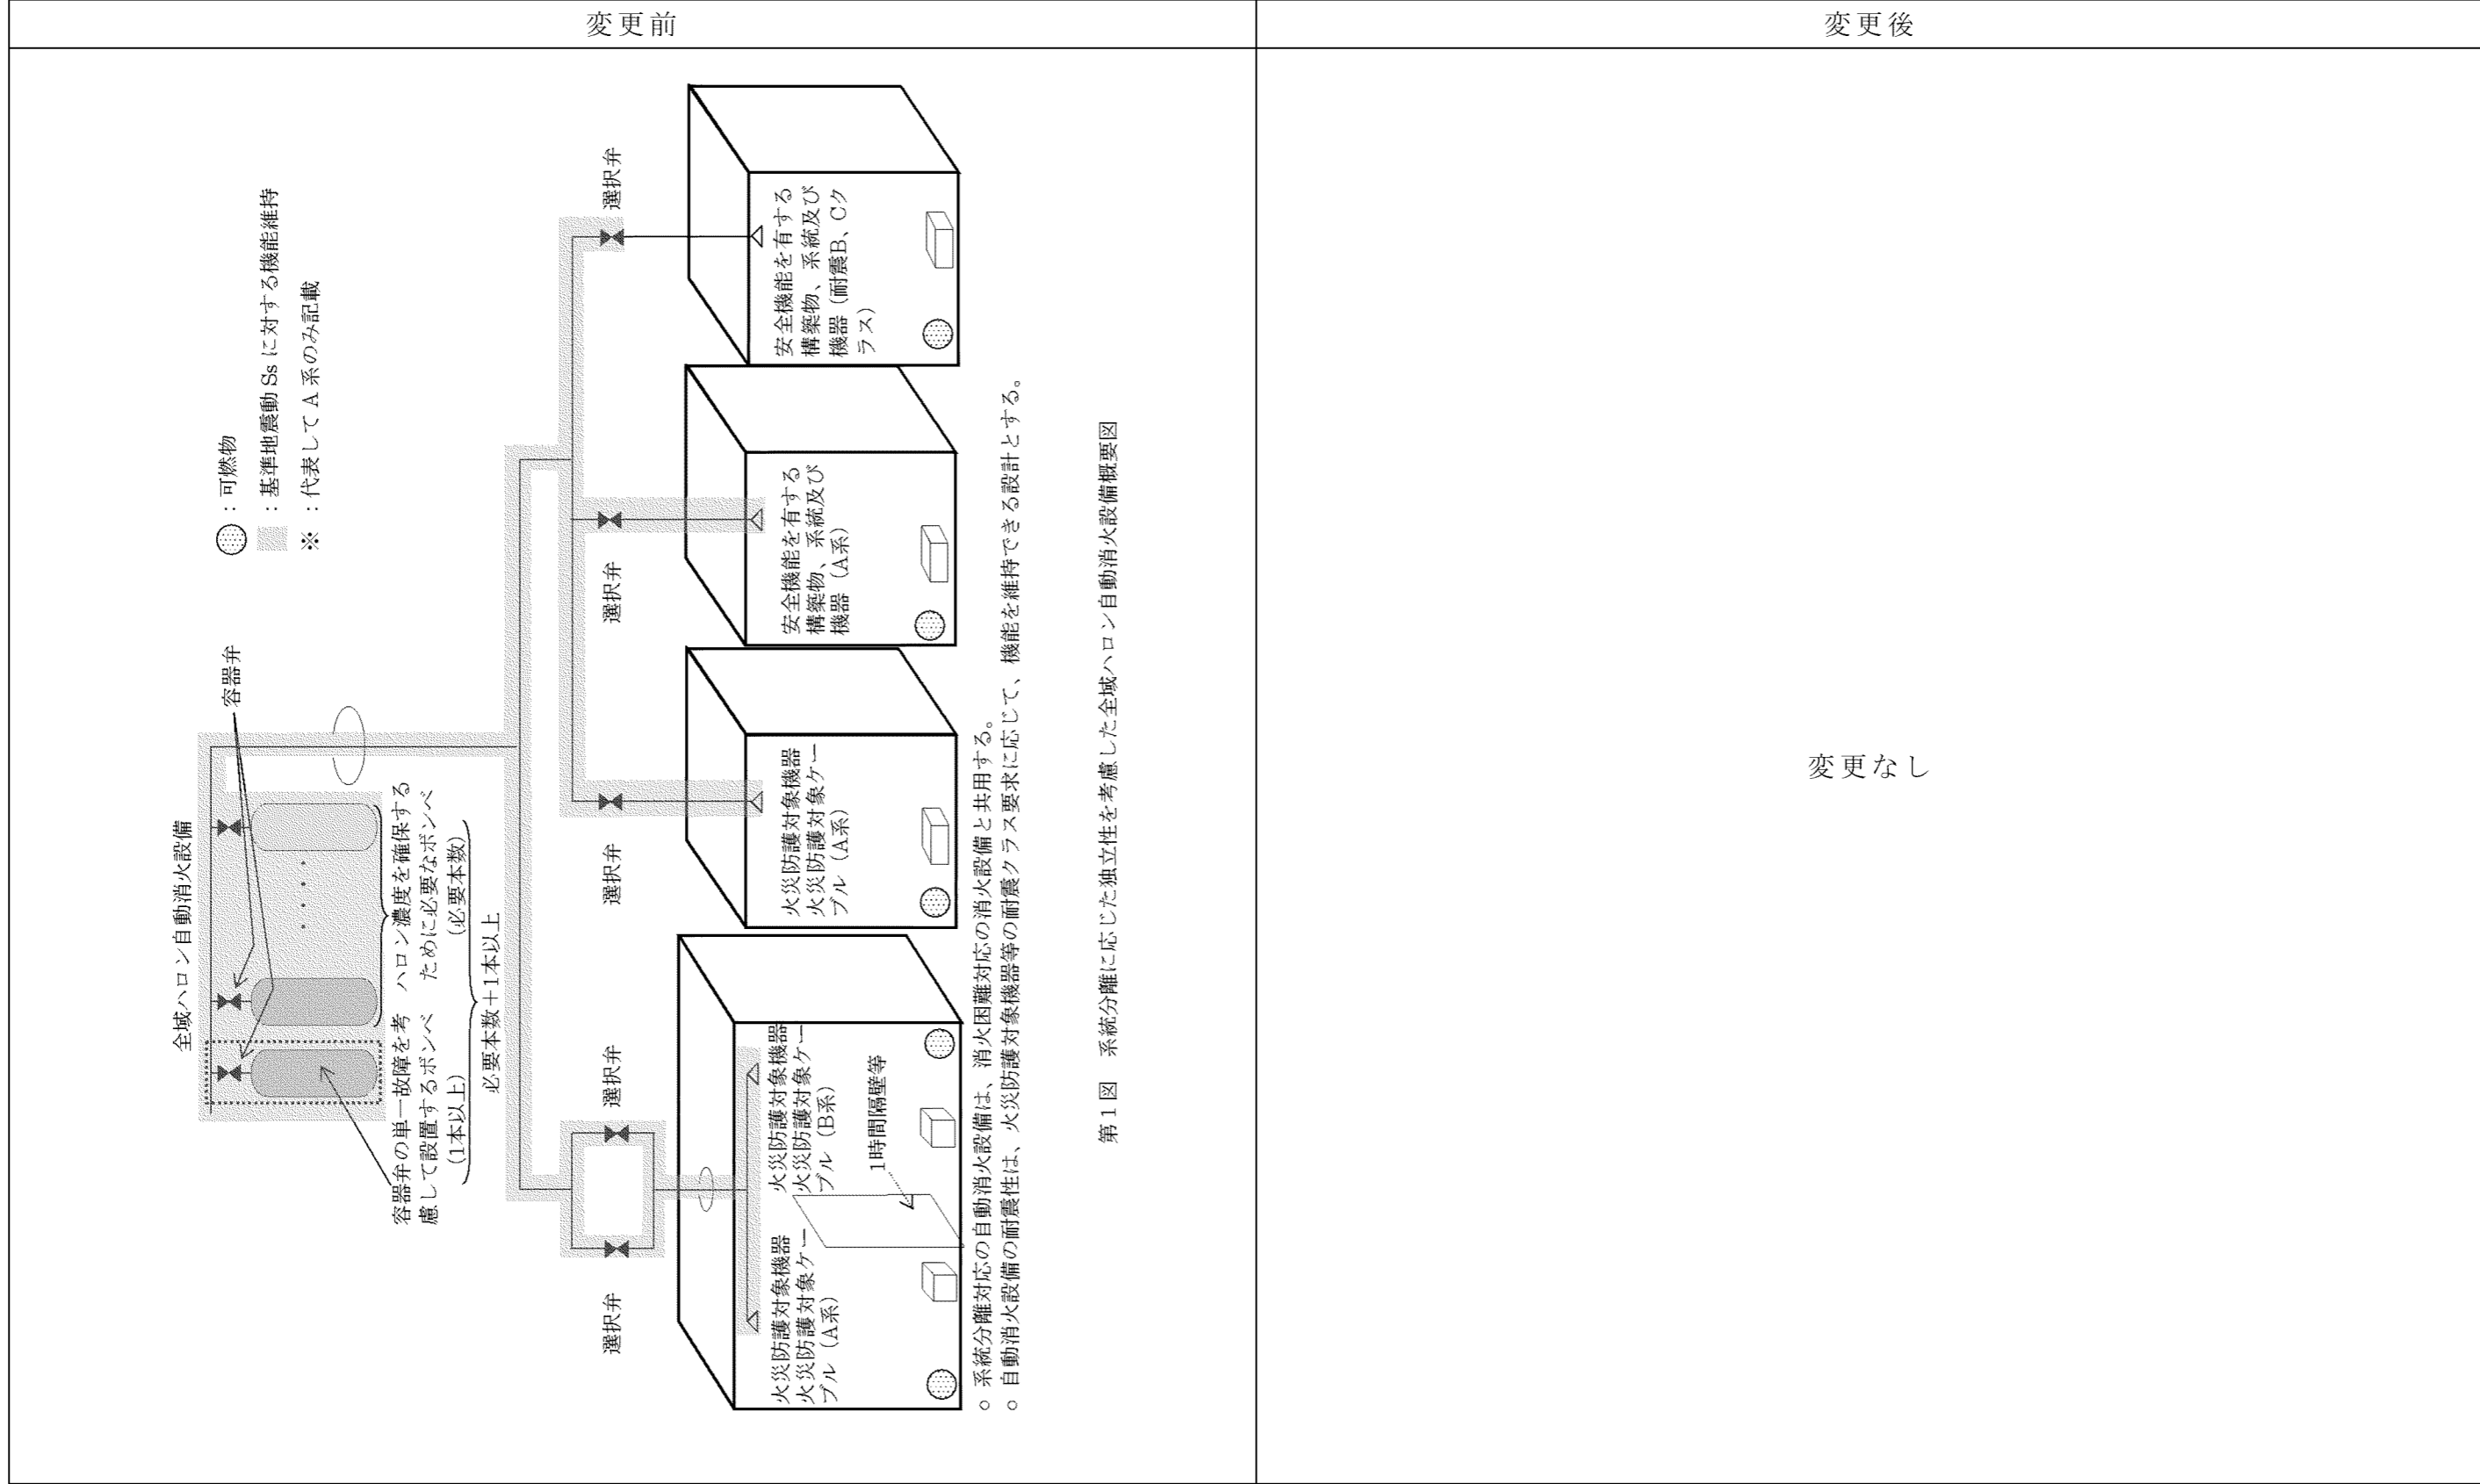 変更前
変更後
全域ハロン自動消火設備
容器弁
：可燃物
：基準地震動 Ss に対する機能維持
※ ：代表して A 系のみ記載
容器弁の単一故障を考
慮して設置するボンベ
(1本以上)
ハロン濃度を確保する
ために必要なボンベ
(必要本数)
必要本数＋1本以上
選択弁
選択弁
選択弁
選択弁
選択弁
火災防護対象機器
火災防護対象ケー
ブル（A系）
火災防護対象機器
火災防護対象ケー
ブル（B系）
1時間隔壁等
火災防護対象機器
火災防護対象ケー
ブル（A系）
安全機能を有する
構築物、系統及び
機器（A系）
安全機能を有する
構築物、系統及び
機器（耐震B、Cク
ラス）
○ 系統分離対応の自動消火設備は、消火困難対応の消火設備と共用する。
○ 自動消火設備の耐震性は、火災防護対象機器等の耐震クラス要求に応じて、機能を維持できる設計とする。
第１図　系統分離に応じた独立性を考慮した全域ハロン自動消火設備概要図
変更なし